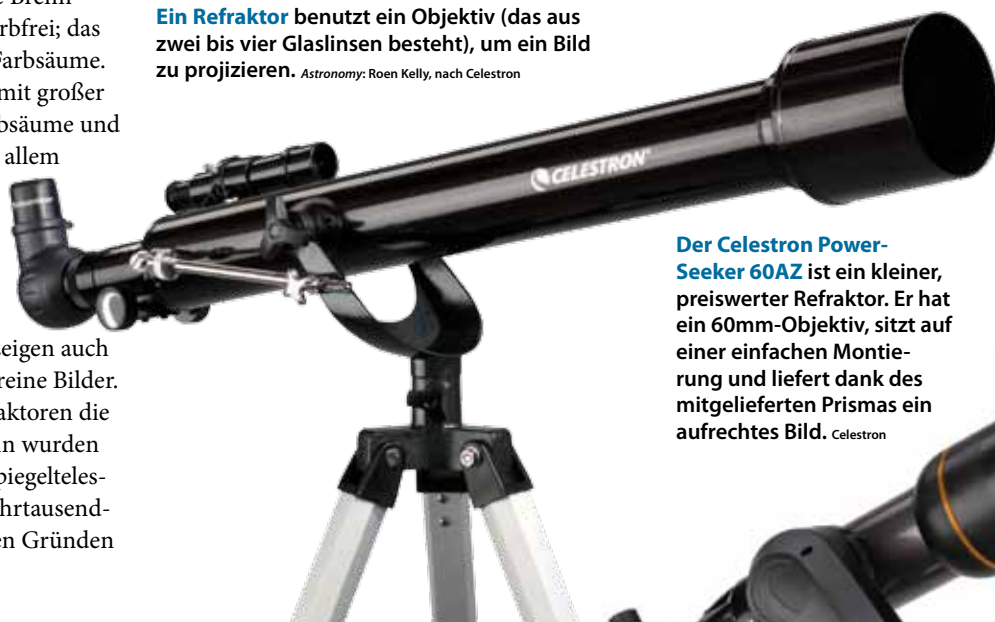 rbfrei; das
Farbsäume.
mit großer
bsäume und
allem
zeigen auch
reine Bilder.
aktoren die
n wurden
piegelteles-
hrtausend-
en Gründen
Ein Refraktor benutzt ein Objektiv (das aus
zwei bis vier Glaslinsen besteht), um ein Bild
zu projizieren. Astronomy: Roen Kelly, nach Celestron
CELESTRON®
Der Celestron Power-
Seeker 60AZ ist ein kleiner,
preiswerter Refraktor. Er hat
ein 60mm-Objektiv, sitzt auf
einer einfachen Montie-
rung und liefert dank des
mitgelieferten Prismas ein
aufrechtes Bild. Celestron